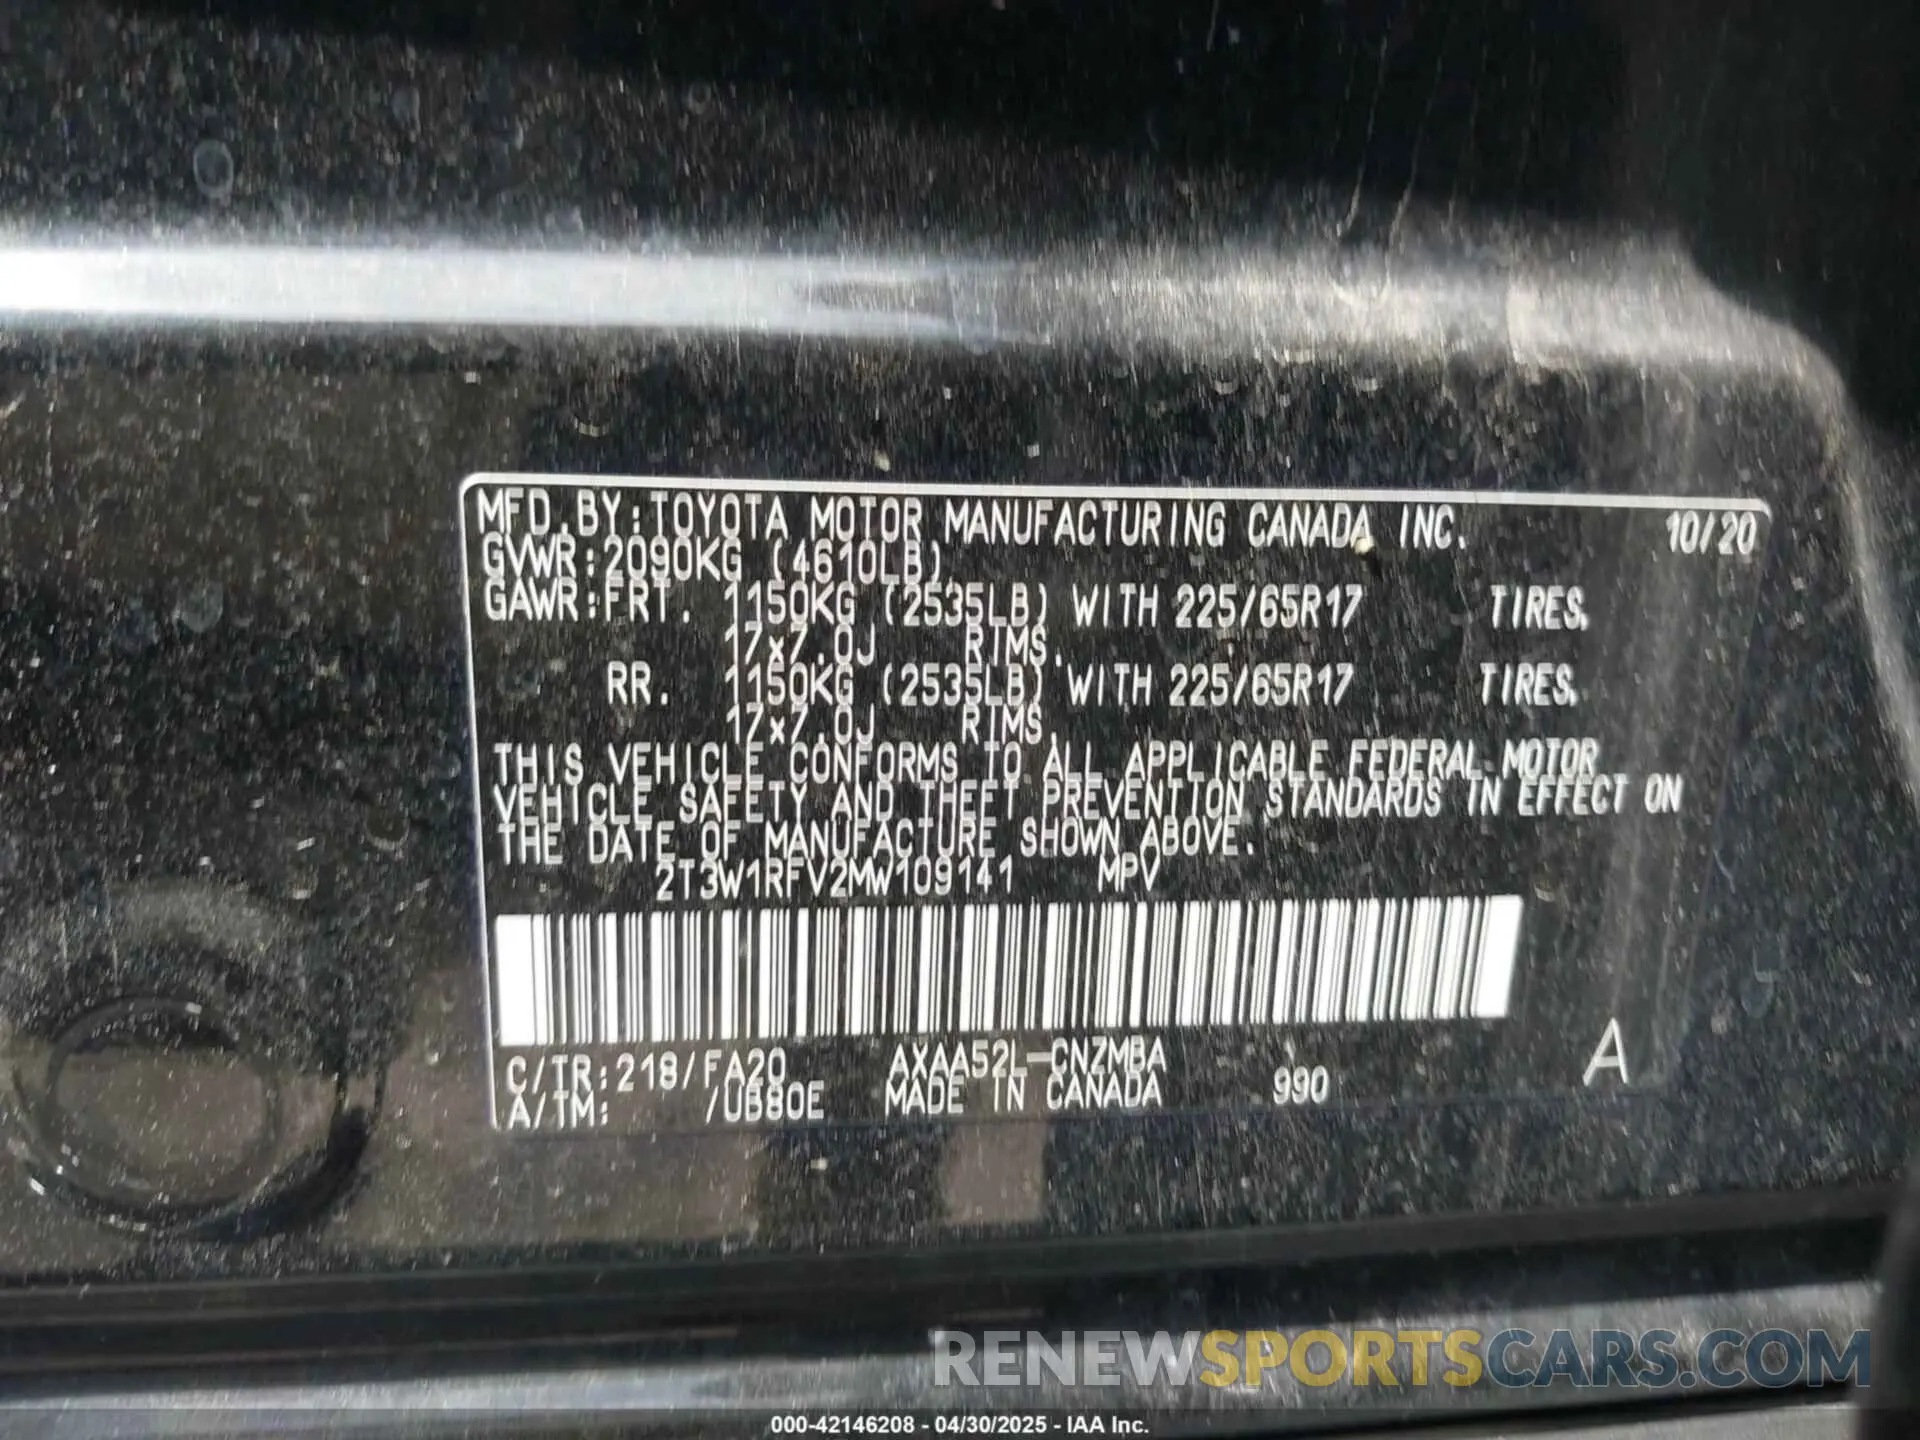 MFD.BY:TOYOTA MOTOR MANUFACTURING CANADA INC. 10/20
GVWR:2090KG (4610LB)
GAWR:FRT. 1150KG (2535LB) WITH 225/65R17 TIRES,
17x7.0J RIMS.
RR. 1150KG (2535LB) WITH 225/65R17 TIRES,
17x7.0J RIMS.
THIS VEHICLE CONFORMS TO ALL APPLICABLE FEDERAL MOTOR
VEHICLE SAFETY AND THEFT PREVENTION STANDARDS IN EFFECT ON
THE DATE OF MANUFACTURE SHOWN ABOVE.
2T3W1RFV2MW109141 MPV
C/TR:218/FA20 AXAA52L-CNZMBA
A/TM: /UB80E MADE IN CANADA 990 A
RENEWSPORTSCARS.COM
000-42146208 - 04/30/2025 - IAA Inc.